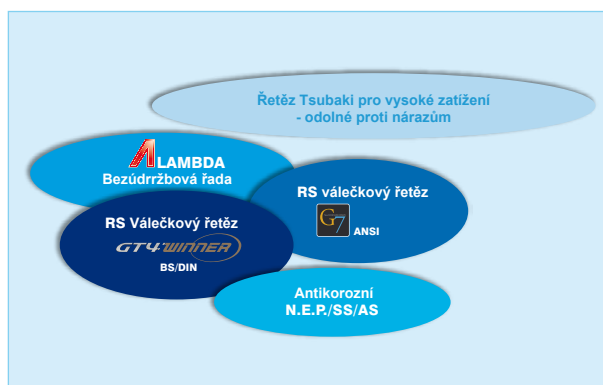 Řetěz Tsubaki pro vysoké zatížení
- odolné proti nárazům
LAMBDA
Bezúdrržbová řada
RS válečkový řetěz
G7 ANSI
RS Válečkový řetěz
GT4 WINNER
BS/DIN
Antikorozní
N.E.P./SS/AS